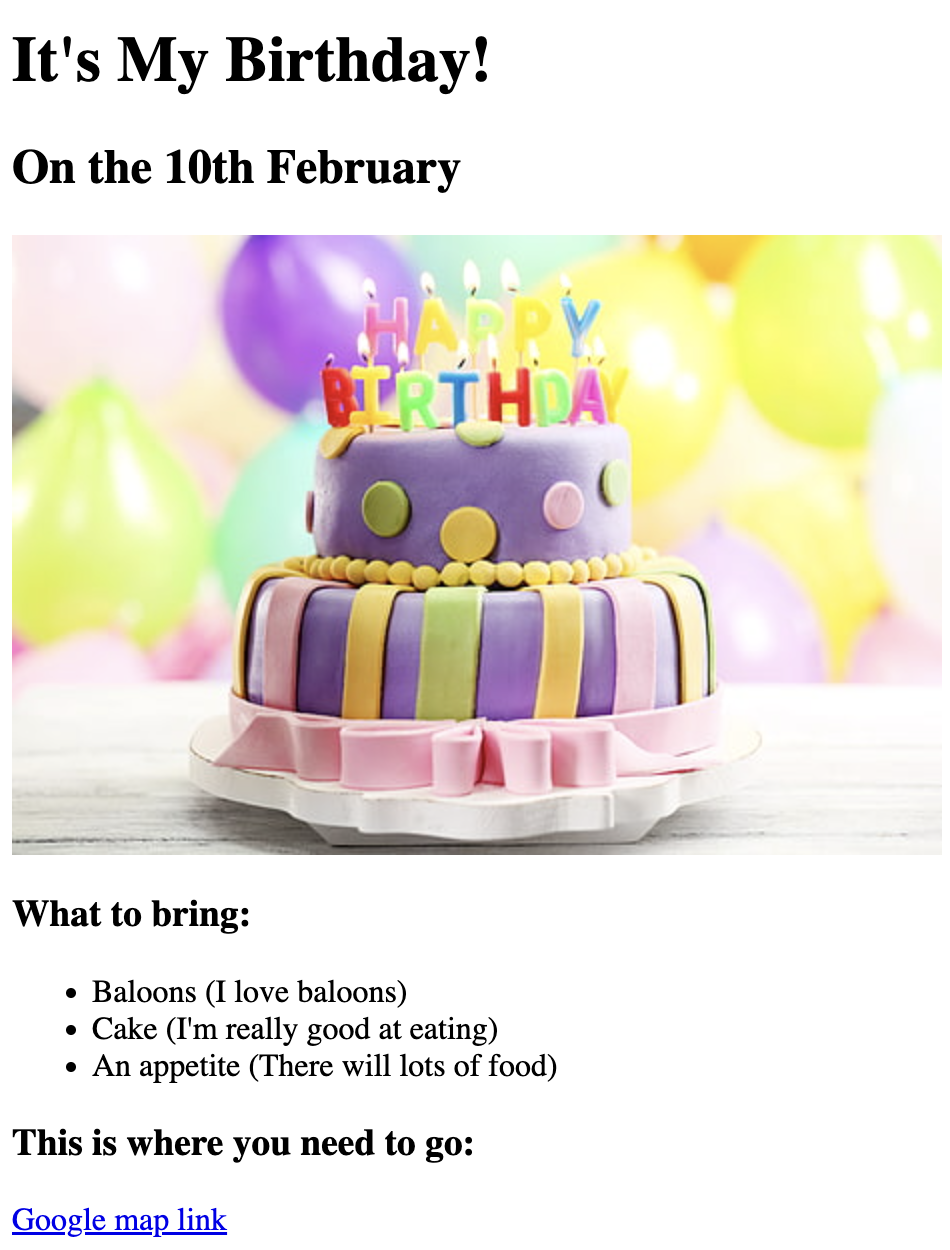 It's My Birthday!
On the 10th February
HAPPY
BIRTHDAY
What to bring:
Baloons (I love baloons)
Cake (I'm really good at eating)
An appetite (There will lots of food)
This is where you need to go:
Google map link